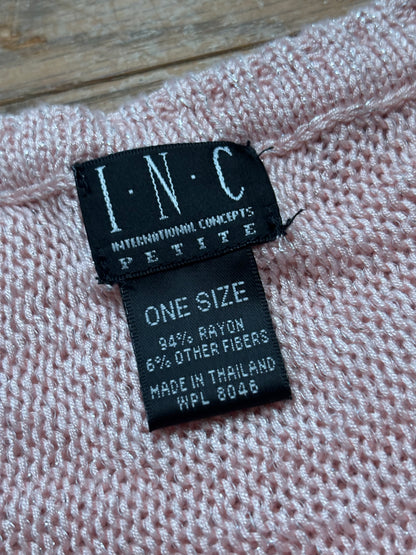 I·N·C
INTERNATIONAL CONCEPTS
PETITE
ONE SIZE
94% RAYON
6% OTHER FIBERS
MADE IN THAILAND
WPL 8046